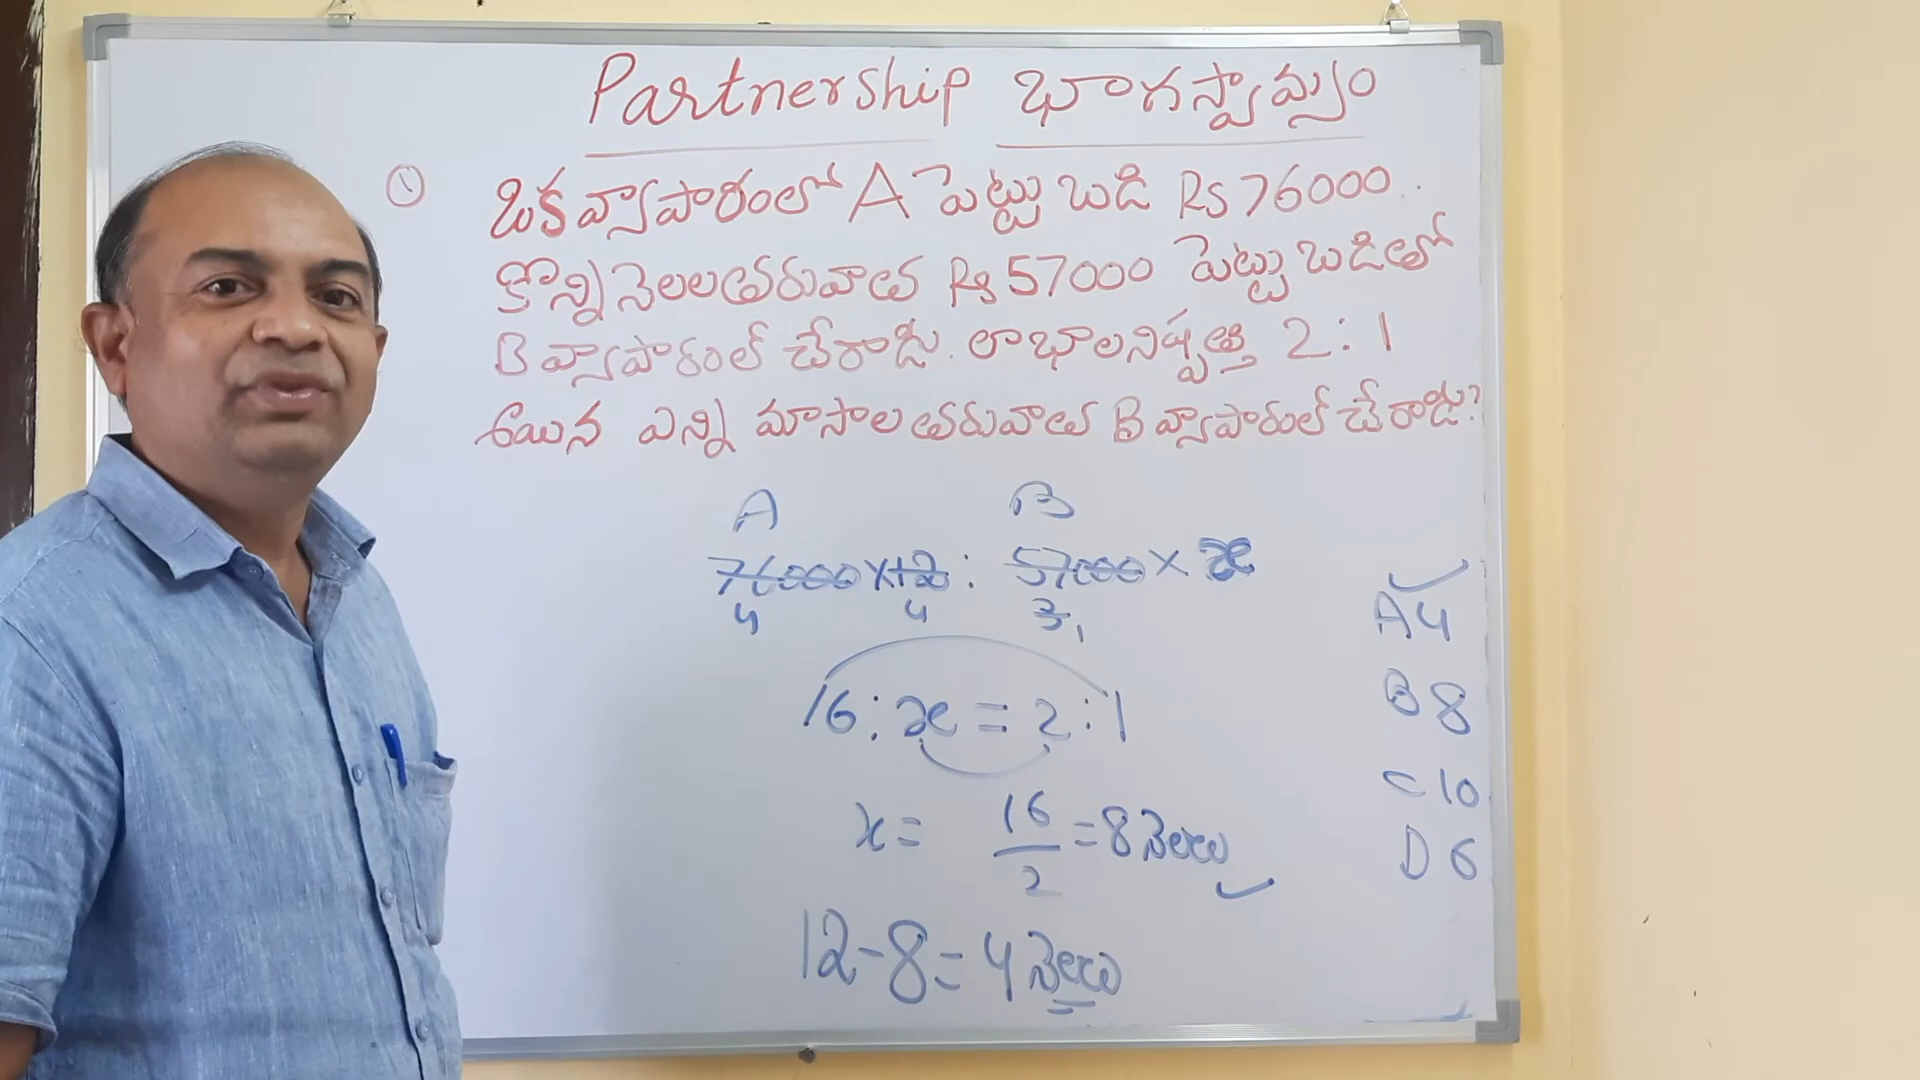 Partnership భాగస్వామ్యం
① ఒక వ్యాపారంలో A పెట్టుబడి Rs 76000.
కొన్ని నెలల తరువాత Rs 57000 పెట్టుబడితో
B వ్యాపారంలో చేరాడు. లాభాల నిష్పత్తి 2:1
అయిన ఎన్ని మాసాల తరువాత B వ్యాపారంలో చేరాడు?
A B
76000 × 12 : 57000 × x
4 4 3 1
16 : x = 2 : 1
x = 16/2 = 8 నెలలు ✓
12 - 8 = 4 నెలలు
A 4 ✓
B 8
C 10
D 6